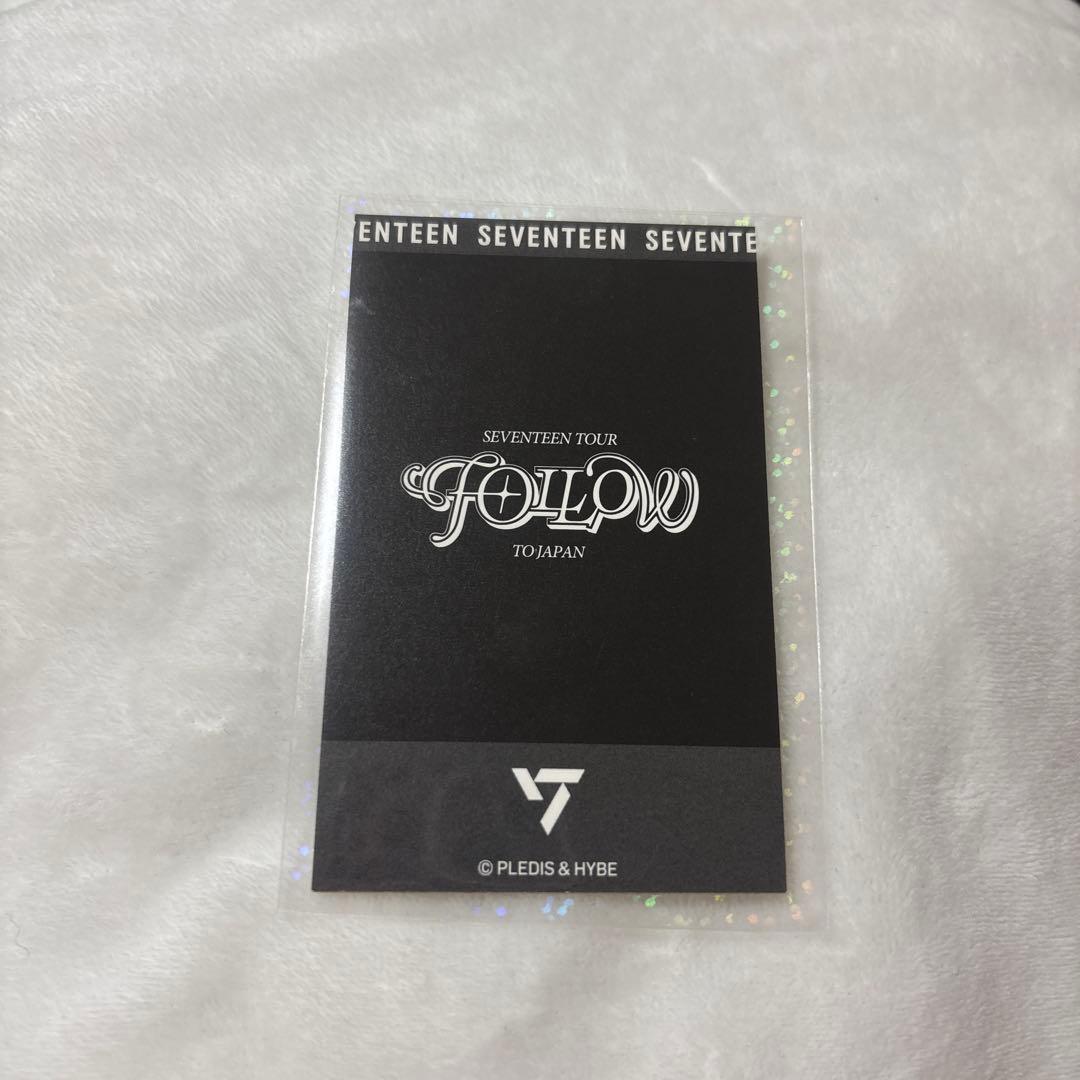 ENTEEN SEVENTEEN SEVENTE
SEVENTEEN TOUR
FOLLOW
TO JAPAN
© PLEDIS & HYBE